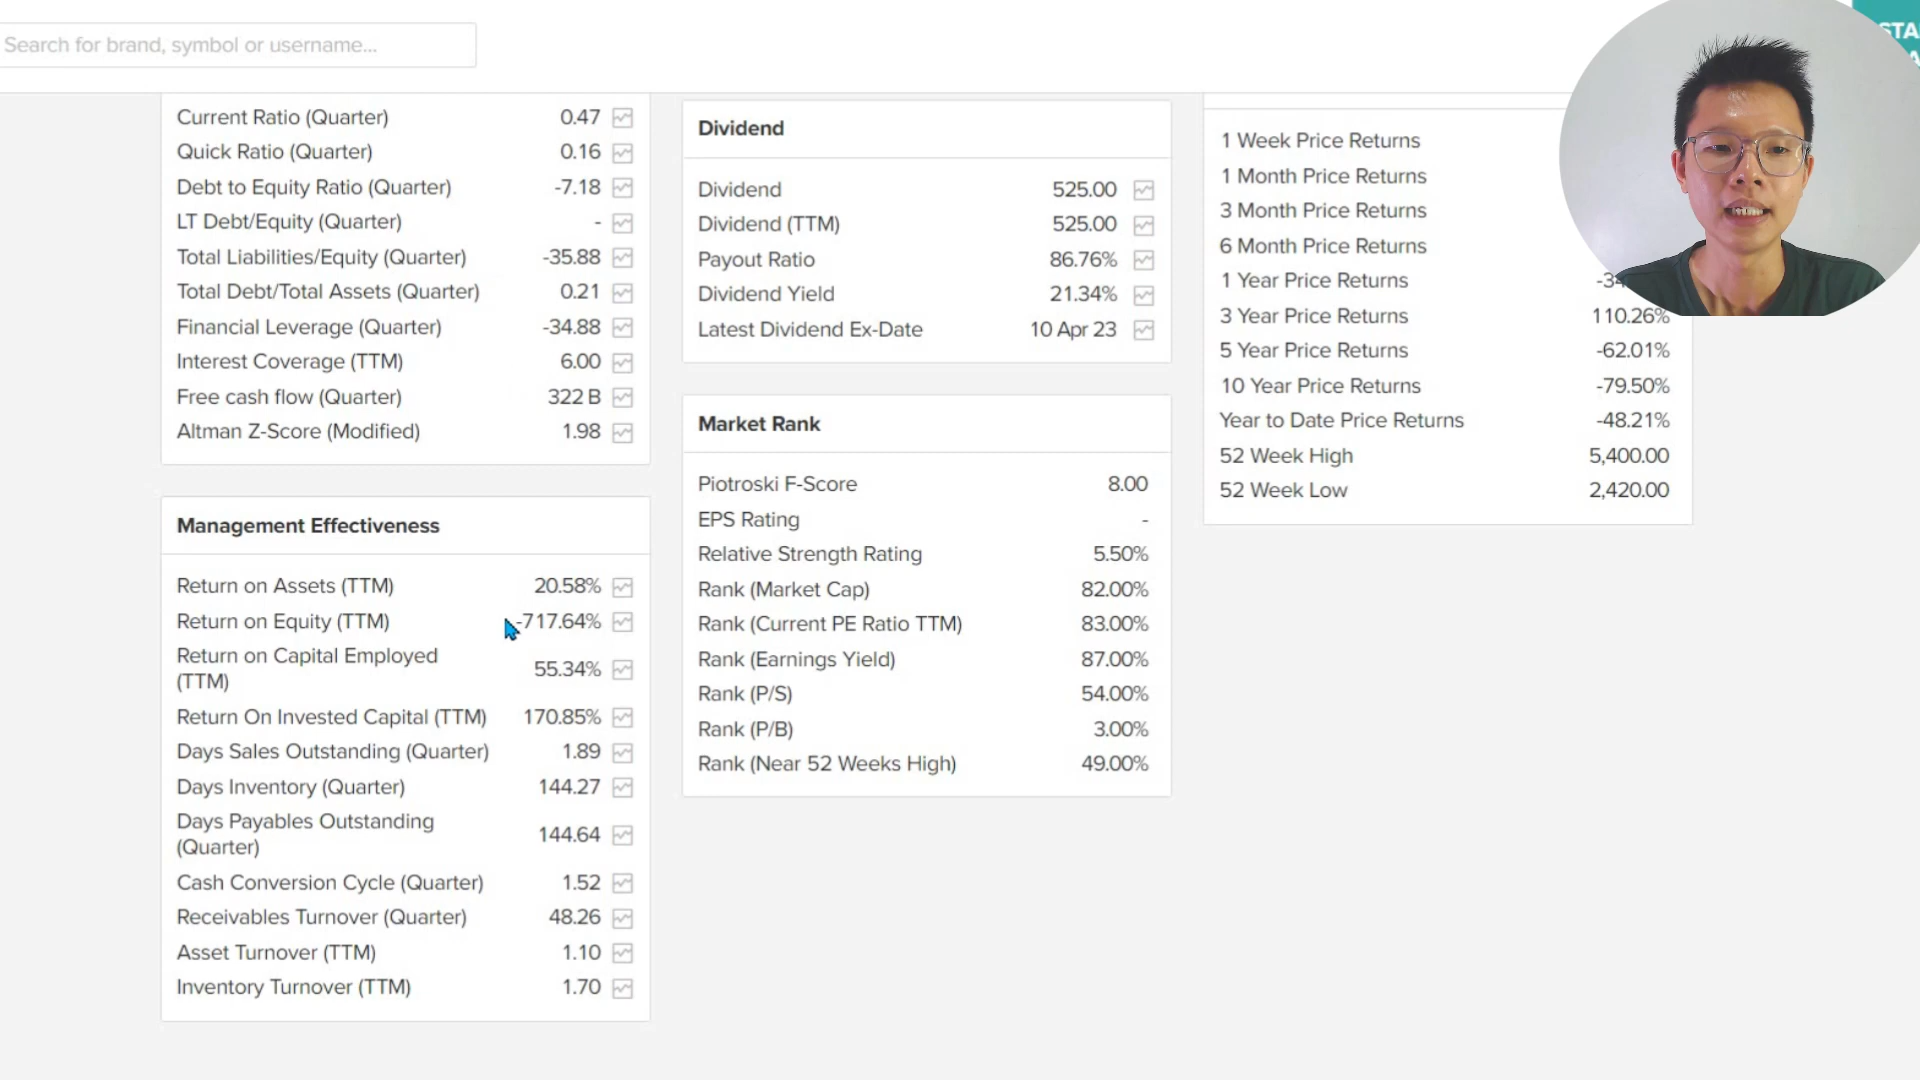 Search for brand, symbol or username...
Current Ratio (Quarter) 0.47
Quick Ratio (Quarter) 0.16
Debt to Equity Ratio (Quarter) -7.18
LT Debt/Equity (Quarter) -
Total Liabilities/Equity (Quarter) -35.88
Total Debt/Total Assets (Quarter) 0.21
Financial Leverage (Quarter) -34.88
Interest Coverage (TTM) 6.00
Free cash flow (Quarter) 322 B
Altman Z-Score (Modified) 1.98
Management Effectiveness
Return on Assets (TTM) 20.58%
Return on Equity (TTM) -717.64%
Return on Capital Employed
(TTM) 55.34%
Return On Invested Capital (TTM) 170.85%
Days Sales Outstanding (Quarter) 1.89
Days Inventory (Quarter) 144.27
Days Payables Outstanding
(Quarter) 144.64
Cash Conversion Cycle (Quarter) 1.52
Receivables Turnover (Quarter) 48.26
Asset Turnover (TTM) 1.10
Inventory Turnover (TTM) 1.70
Dividend
Dividend 525.00
Dividend (TTM) 525.00
Payout Ratio 86.76%
Dividend Yield 21.34%
Latest Dividend Ex-Date 10 Apr 23
Market Rank
Piotroski F-Score 8.00
EPS Rating -
Relative Strength Rating 5.50%
Rank (Market Cap) 82.00%
Rank (Current PE Ratio TTM) 83.00%
Rank (Earnings Yield) 87.00%
Rank (P/S) 54.00%
Rank (P/B) 3.00%
Rank (Near 52 Weeks High) 49.00%
1 Week Price Returns
1 Month Price Returns
3 Month Price Returns
6 Month Price Returns
1 Year Price Returns
3 Year Price Returns 110.26%
5 Year Price Returns -62.01%
10 Year Price Returns -79.50%
Year to Date Price Returns -48.21%
52 Week High 5,400.00
52 Week Low 2,420.00